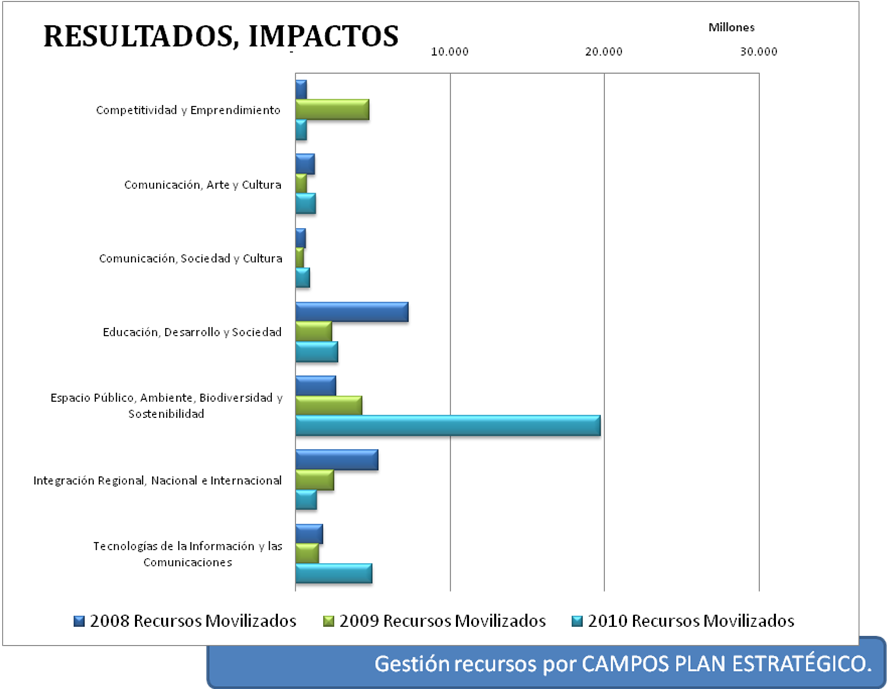 RESULTADOS, IMPACTOS
Millones
-
10.000
20.000
30.000
Competitividad y Emprendimiento
Comunicación, Arte y Cultura
Comunicación, Sociedad y Cultura
Educación, Desarrollo y Sociedad
Espacio Público, Ambiente, Biodiversidad y
Sostenibilidad
Integración Regional, Nacional e Internacional
Tecnologías de la Información y las
Comunicaciones
2008 Recursos Movilizados
2009 Recursos Movilizados
2010 Recursos Movilizados
Gestión recursos por CAMPOS PLAN ESTRATÉGICO.